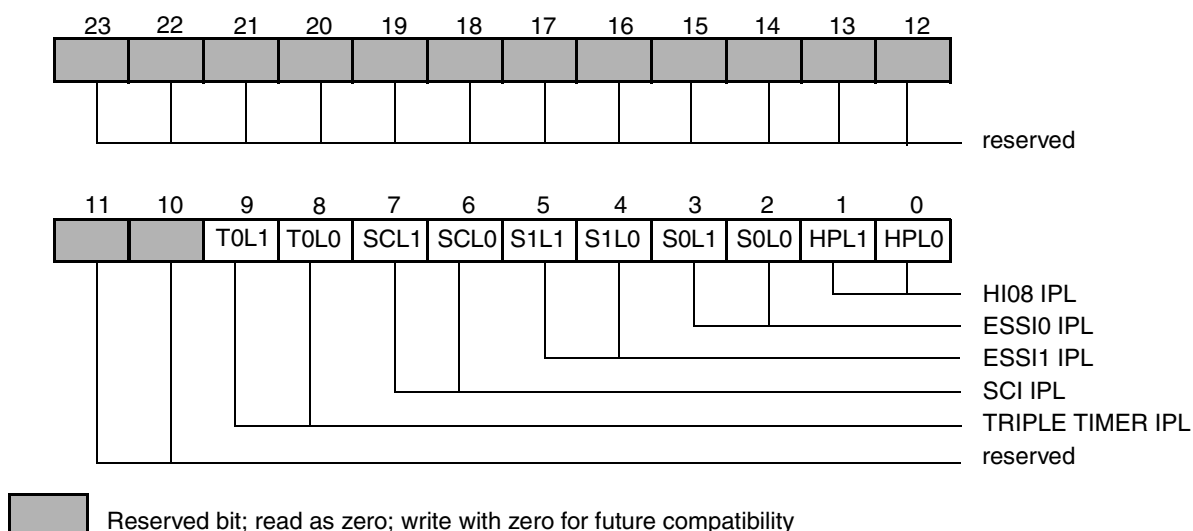 23 22 21 20 19 18 17 16 15 14 13 12
reserved
11 10 9 8 7 6 5 4 3 2 1 0
T0L1 T0L0 SCL1 SCL0 S1L1 S1L0 S0L1 S0L0 HPL1 HPL0
HI08 IPL
ESSI0 IPL
ESSI1 IPL
SCI IPL
TRIPLE TIMER IPL
reserved
Reserved bit; read as zero; write with zero for future compatibility